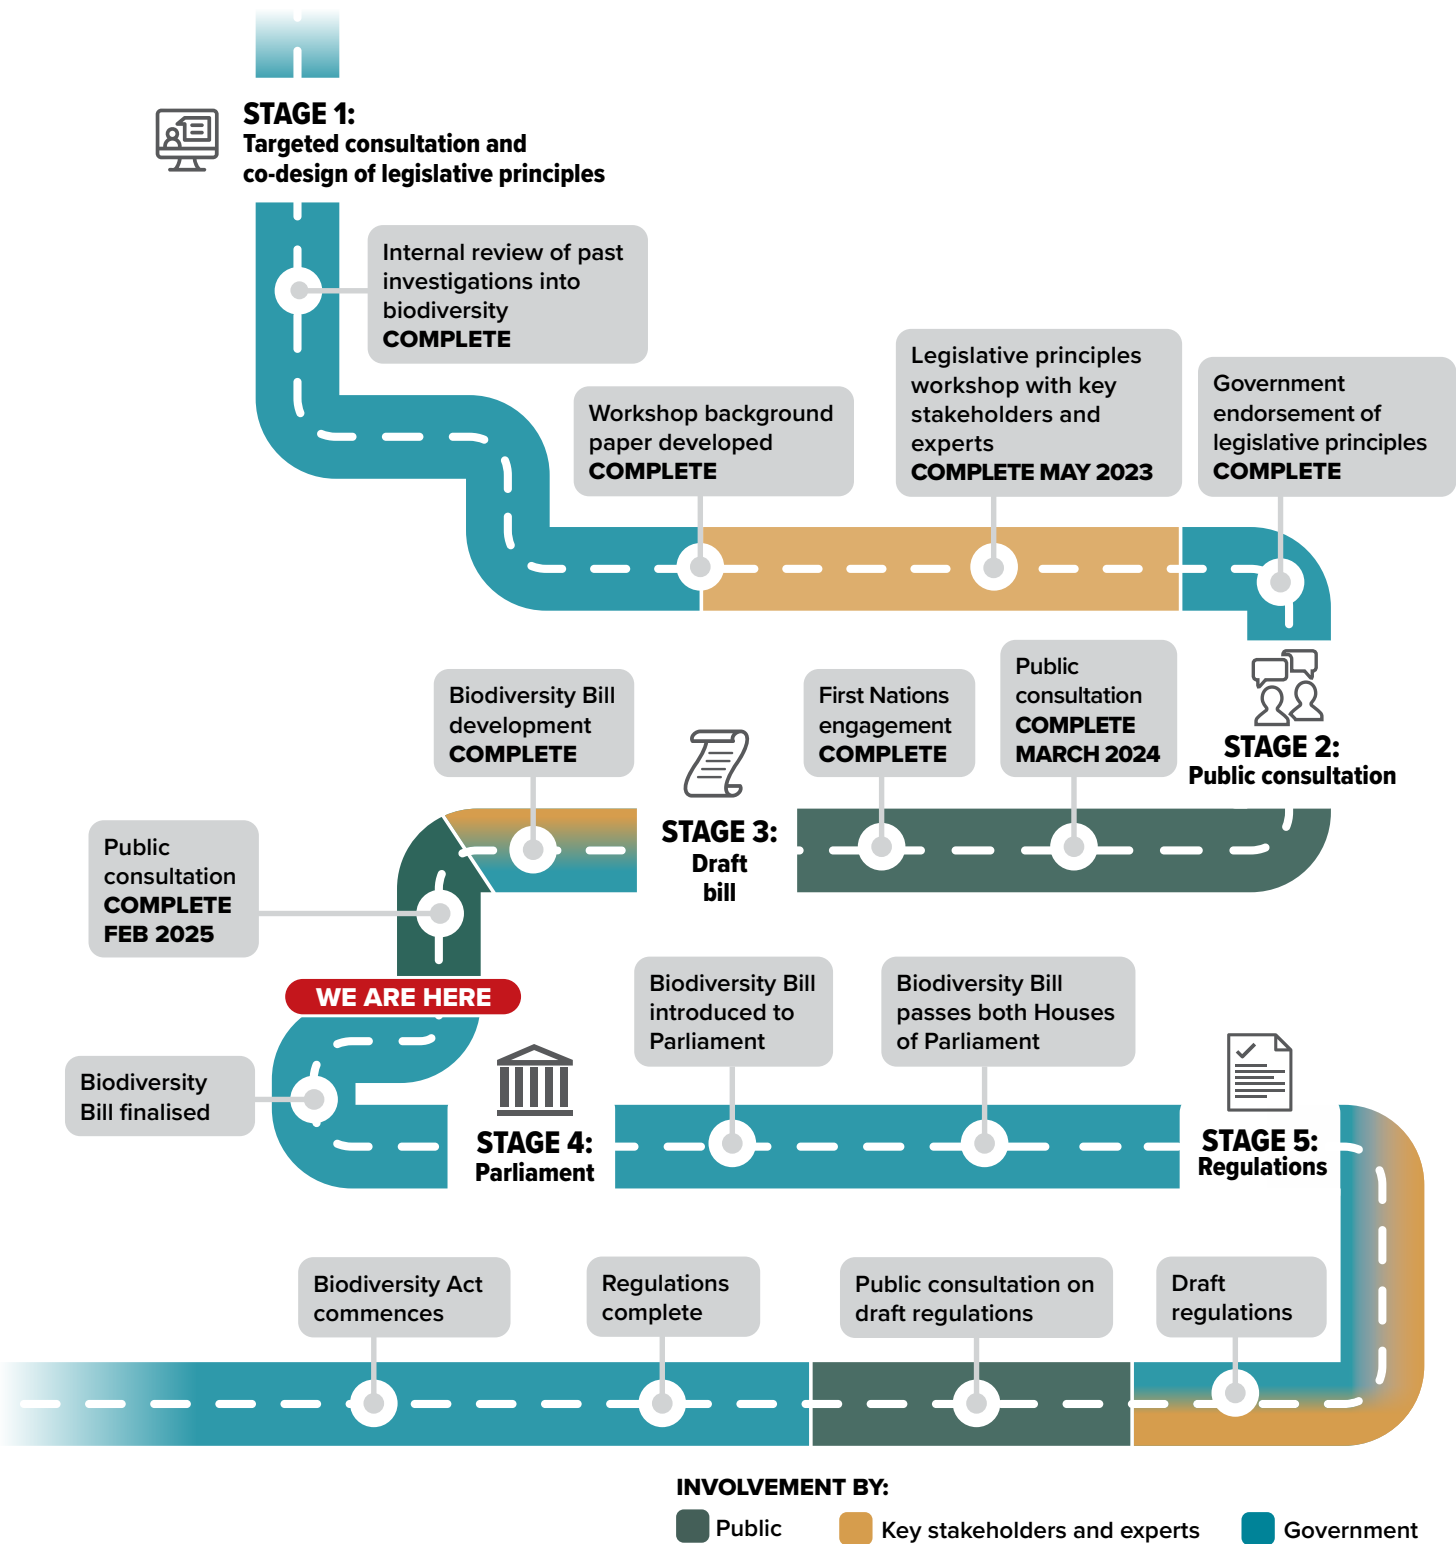 STAGE 1:
Targeted consultation and
co-design of legislative principles
Internal review of past
investigations into
biodiversity
COMPLETE
Workshop background
paper developed
COMPLETE
Legislative principles
workshop with key
stakeholders and
experts
COMPLETE MAY 2023
Government
endorsement of
legislative principles
COMPLETE
STAGE 2:
Public consultation
Public
consultation
COMPLETE
MARCH 2024
First Nations
engagement
COMPLETE
STAGE 3:
Draft
bill
Biodiversity Bill
development
COMPLETE
Public
consultation
COMPLETE
FEB 2025
WE ARE HERE
Biodiversity
Bill finalised
STAGE 4:
Parliament
Biodiversity Bill
introduced to
Parliament
Biodiversity Bill
passes both Houses
of Parliament
STAGE 5:
Regulations
Draft
regulations
Public consultation on
draft regulations
Regulations
complete
Biodiversity Act
commences
INVOLVEMENT BY:
Public
Key stakeholders and experts
Government